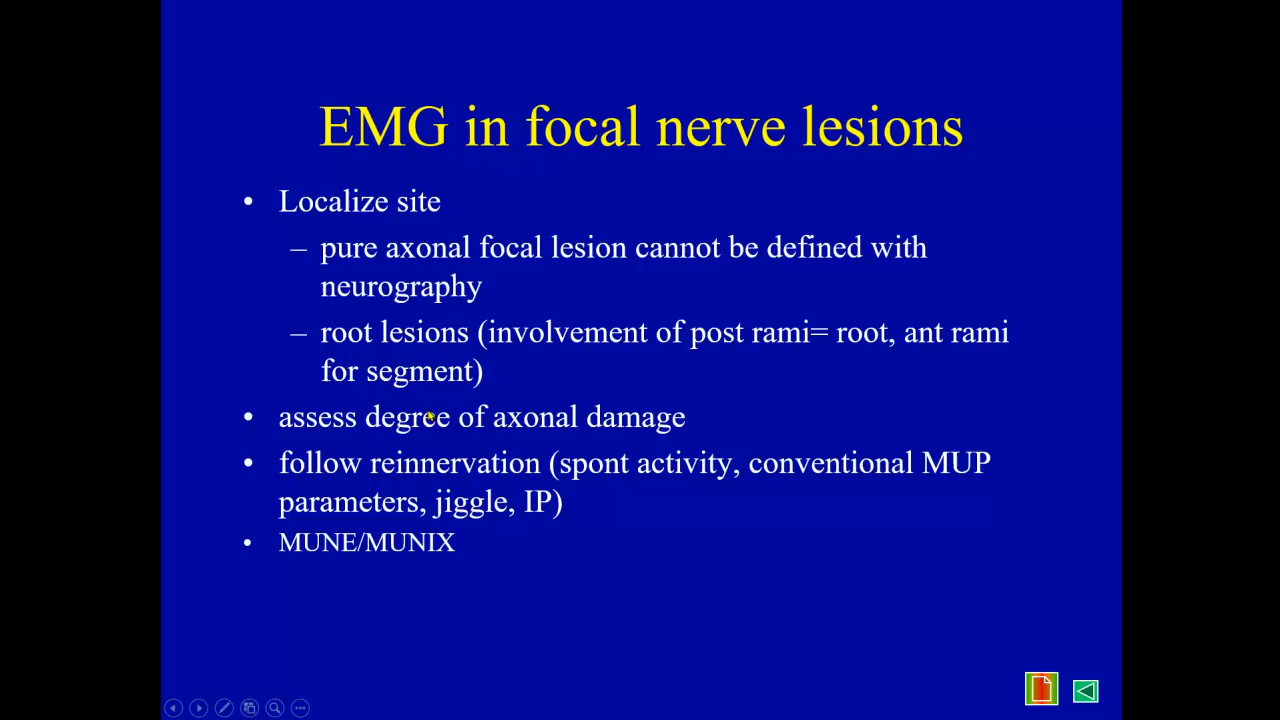 EMG in focal nerve lesions
• Localize site
– pure axonal focal lesion cannot be defined with
neurography
– root lesions (involvement of post rami= root, ant rami
for segment)
• assess degree of axonal damage
• follow reinnervation (spont activity, conventional MUP
parameters, jiggle, IP)
• MUNE/MUNIX